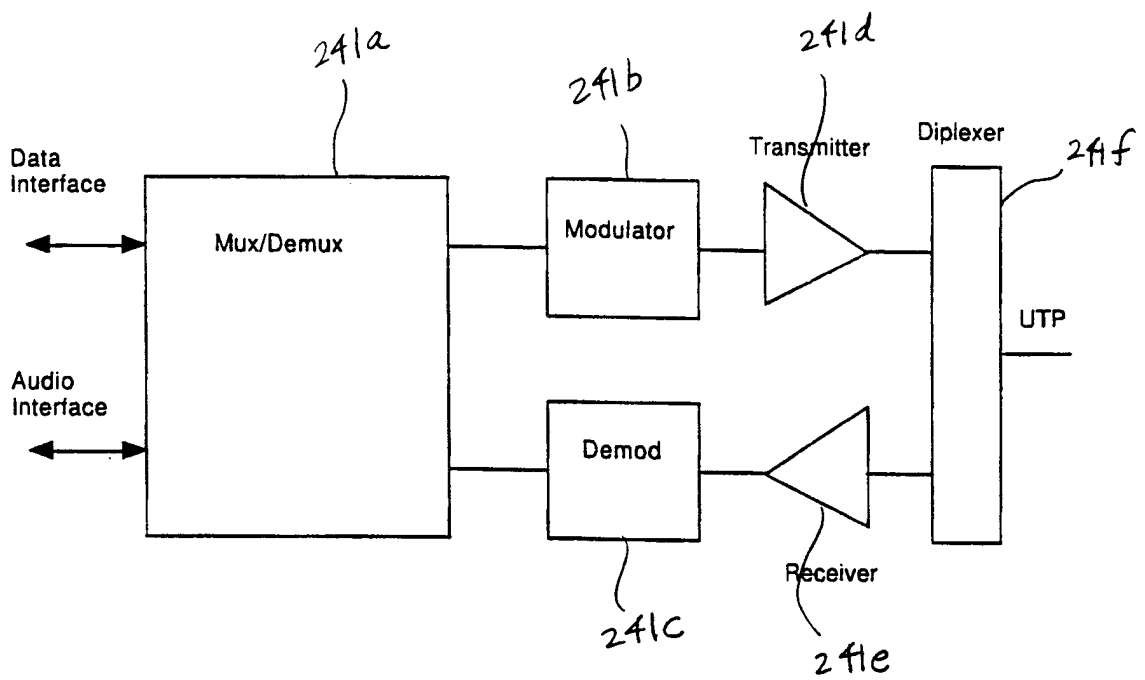 241a
241b
241d
Transmitter
Diplexer
241f
Data
Interface
Mux/Demux
Modulator
UTP
Audio
Interface
Demod
Receiver
241c
241e